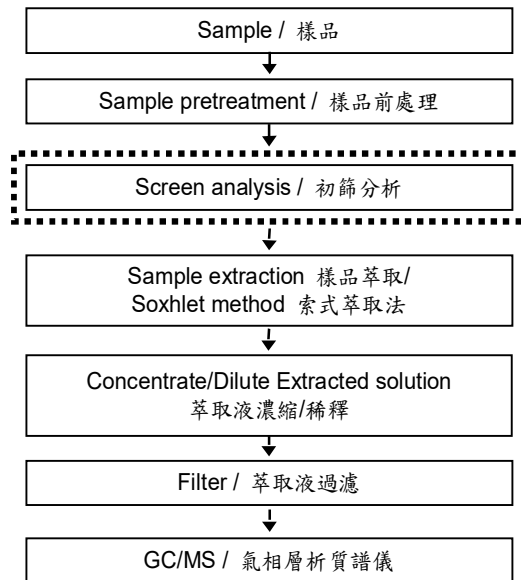 Sample / 樣品
Sample pretreatment / 樣品前處理
Screen analysis / 初篩分析
Sample extraction 樣品萃取/
Soxhlet method 索式萃取法
Concentrate/Dilute Extracted solution
萃取液濃縮/稀釋
Filter / 萃取液過濾
GC/MS / 氣相層析質譜儀